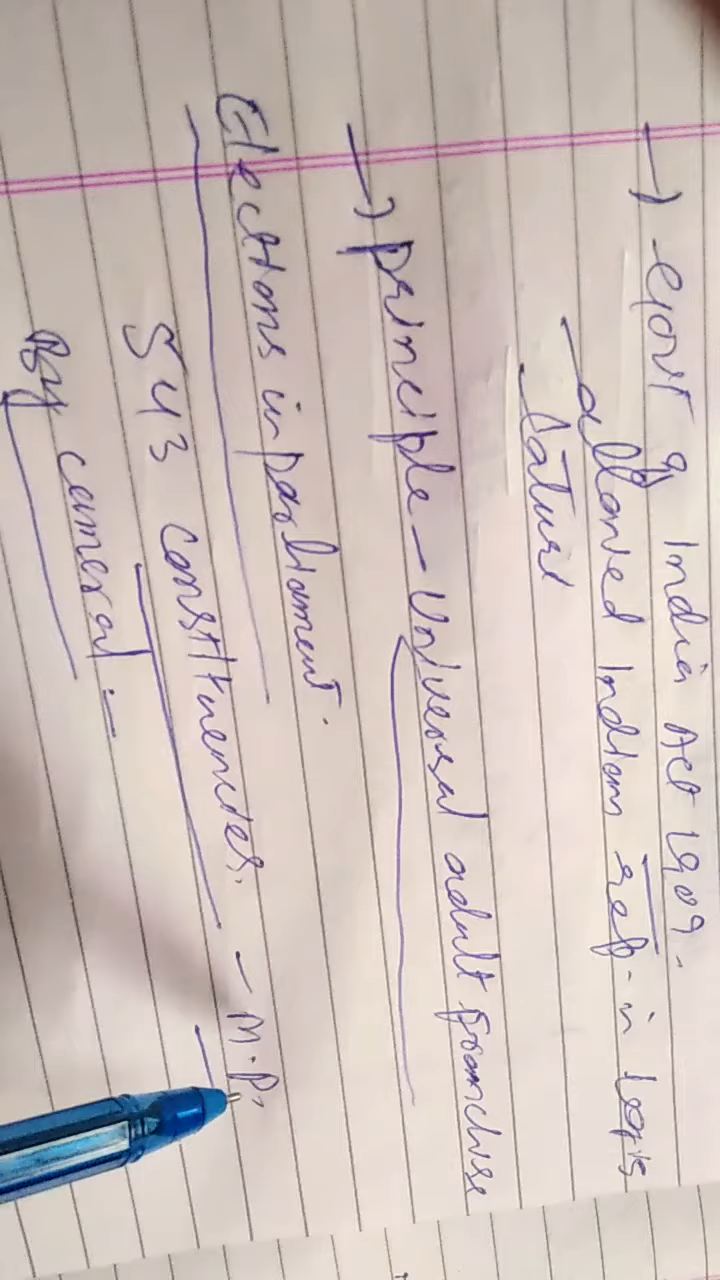 → Govt of India Act 1909.
- allowed Indian rep. in legis
lature
→ principle - Universal adult franchise
Elections in parliament.
543 constituencies. - M.P.
By cameral :-